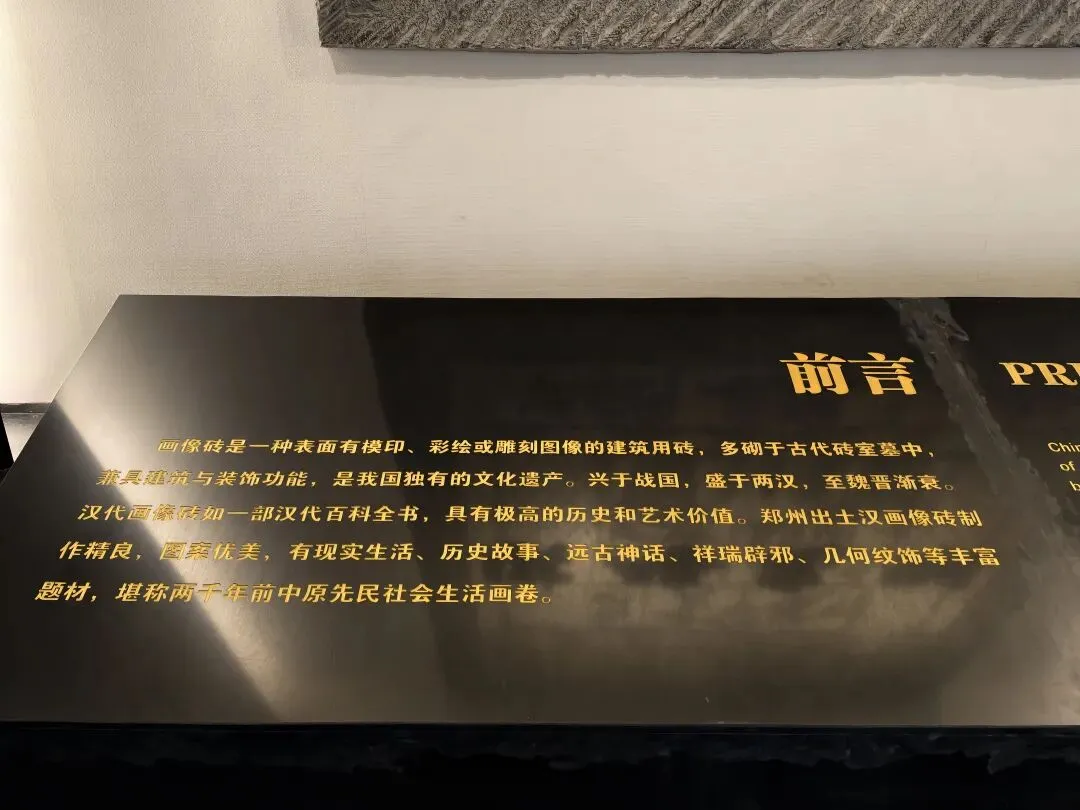 前言
PR
画像砖是一种表面有模印、彩绘或雕刻图像的建筑用砖，多砌于古代砖室墓中，
兼具建筑与装饰功能，是我国独有的文化遗产。兴于战国，盛于两汉，至魏晋渐衰。
汉代画像砖如一部汉代百科全书，具有极高的历史和艺术价值。郑州出土汉画像砖制
作精良，图案优美，有现实生活、历史故事、远古神话、祥瑞辟邪、几何纹饰等丰富
题材，堪称两千年前中原先民社会生活画卷。
Chin
of
b